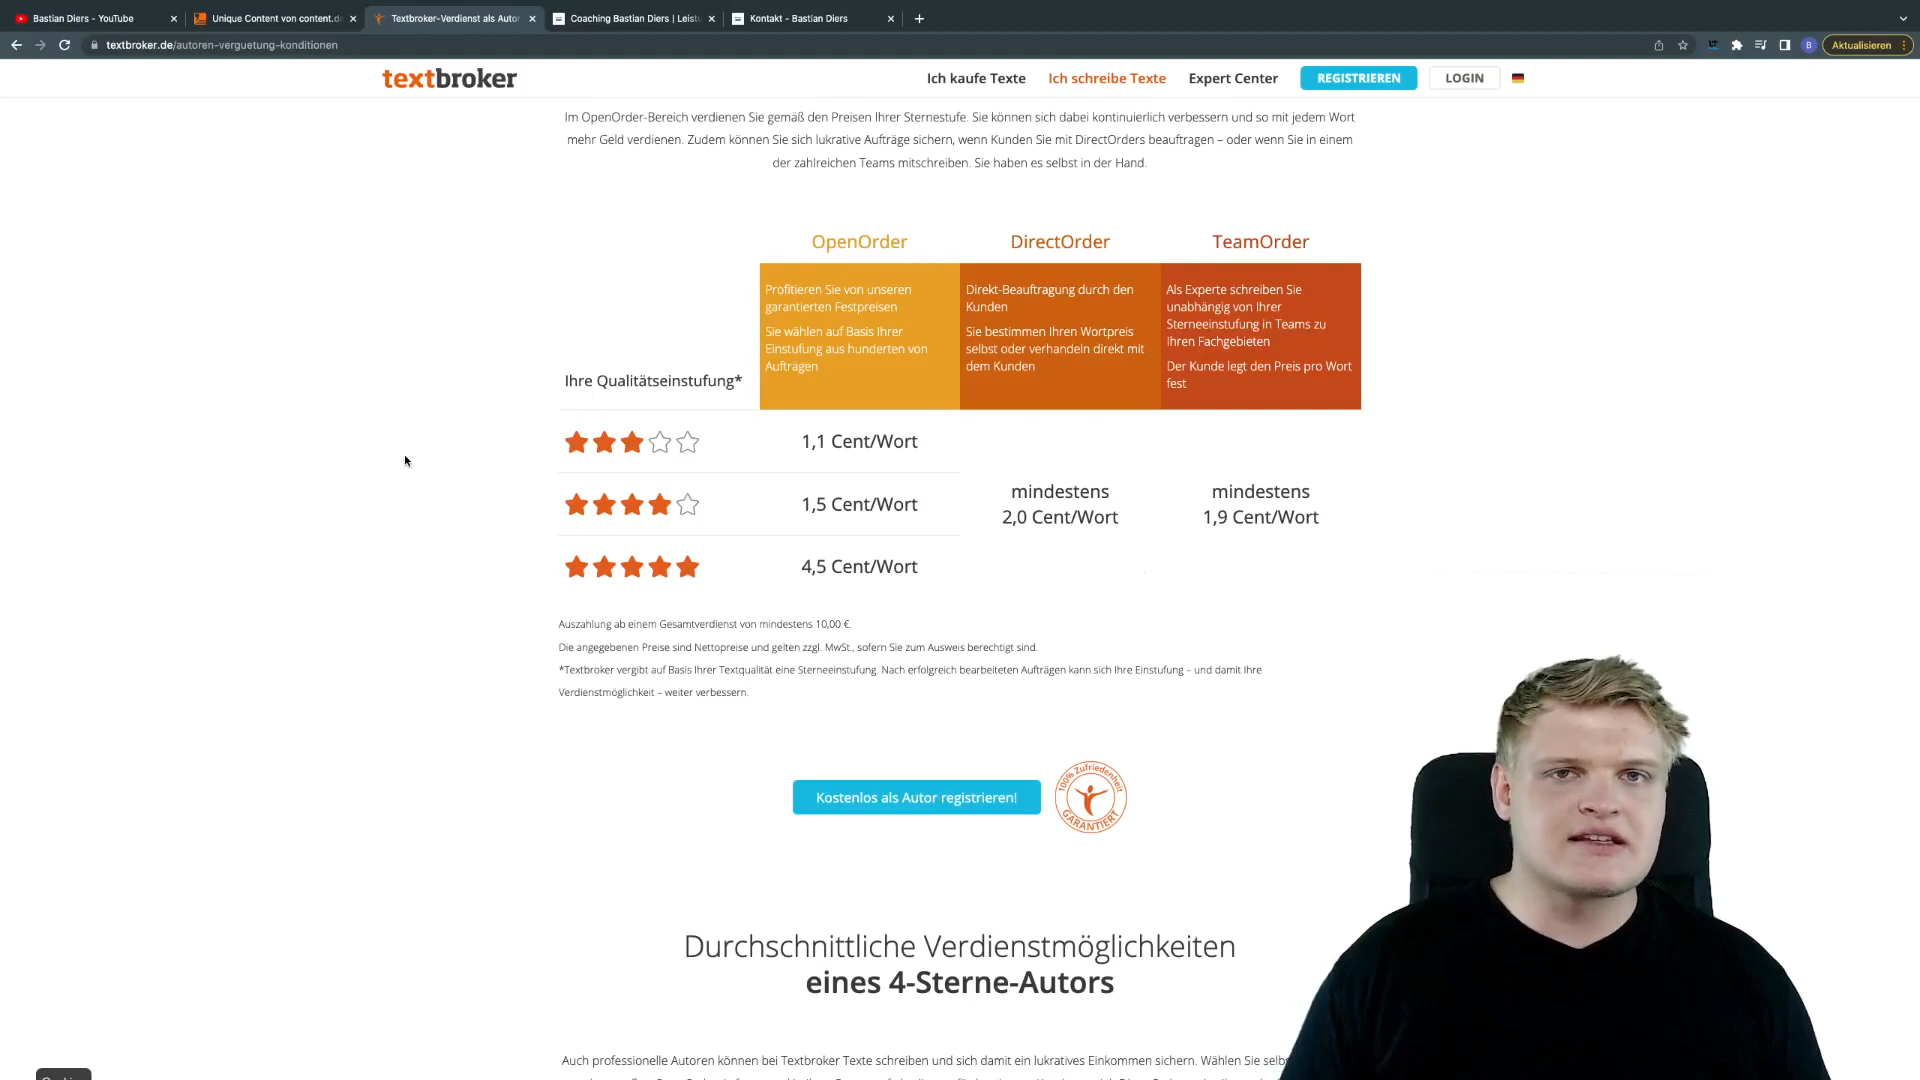 Bastian Diers - YouTube
Unique Content von content.de
Textbroker-Verdienst als Autor
Coaching Bastian Diers | Leistu
Kontakt - Bastian Diers
textbroker.de/autoren-verguetung-konditionen
B
Aktualisieren
textbroker
Ich kaufe Texte
Ich schreibe Texte
Expert Center
REGISTRIEREN
LOGIN
Im OpenOrder-Bereich verdienen Sie gemäß den Preisen Ihrer Sternestufe. Sie können sich dabei kontinuierlich verbessern und so mit jedem Wort
mehr Geld verdienen. Zudem können Sie sich lukrative Aufträge sichern, wenn Kunden Sie mit DirectOrders beauftragen – oder wenn Sie in einem
der zahlreichen Teams mitschreiben. Sie haben es selbst in der Hand.
OpenOrder
DirectOrder
TeamOrder
Ihre Qualitätseinstufung*
Profitieren Sie von unseren
garantierten Festpreisen
Sie wählen auf Basis Ihrer
Einstufung aus hunderten von
Aufträgen
Direkt-Beauftragung durch den
Kunden
Sie bestimmen Ihren Wortpreis
selbst oder verhandeln direkt mit
dem Kunden
Als Experte schreiben Sie
unabhängig von Ihrer
Sterneeinstufung in Teams zu
Ihren Fachgebieten
Der Kunde legt den Preis pro Wort
fest
1,1 Cent/Wort
1,5 Cent/Wort
4,5 Cent/Wort
mindestens
2,0 Cent/Wort
mindestens
1,9 Cent/Wort
Auszahlung ab einem Gesamtverdienst von mindestens 10,00 €.
Die angegebenen Preise sind Nettopreise und gelten zzgl. MwSt., sofern Sie zum Ausweis berechtigt sind.
*Textbroker vergibt auf Basis Ihrer Textqualität eine Sterneeinstufung. Nach erfolgreich bearbeiteten Aufträgen kann sich Ihre Einstufung – und damit Ihre
Verdienstmöglichkeit – weiter verbessern.
Kostenlos als Autor registrieren!
100% Zufriedenheit
GARANTIERT
Durchschnittliche Verdienstmöglichkeiten
eines 4-Sterne-Autors
Auch professionelle Autoren können bei Textbroker Texte schreiben und sich damit ein lukratives Einkommen sichern. Wählen Sie selbs